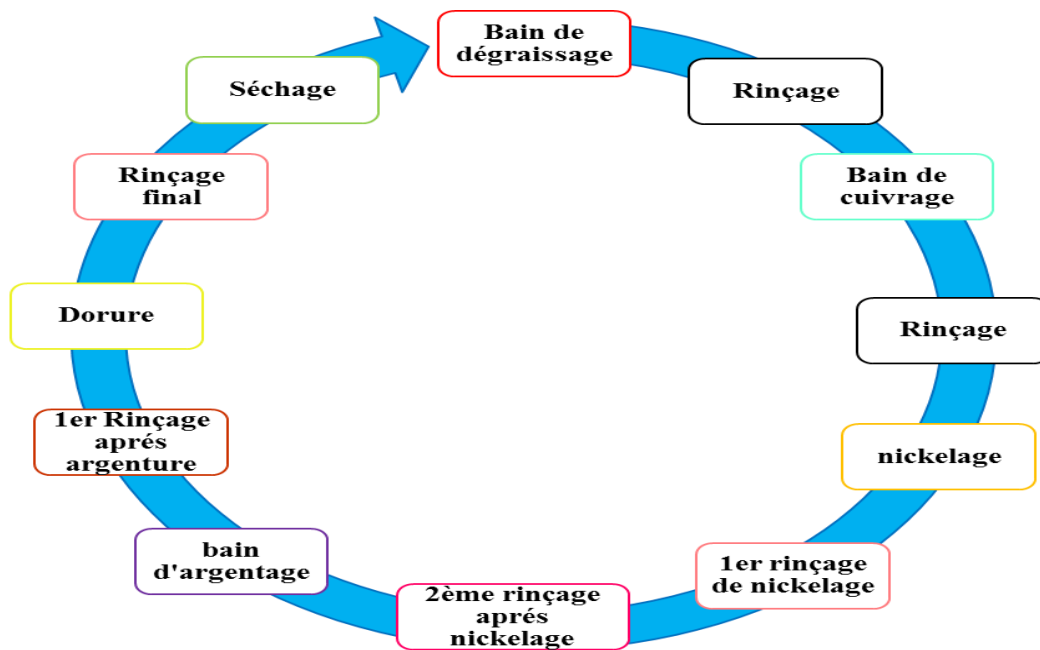 Bain de
dégraissage
Rinçage
Bain de
cuivrage
Rinçage
nickelage
1er rinçage
de nickelage
2ème rinçage
aprés
nickelage
bain
d'argentage
1er Rinçage
aprés
argenture
Dorure
Rinçage
final
Séchage